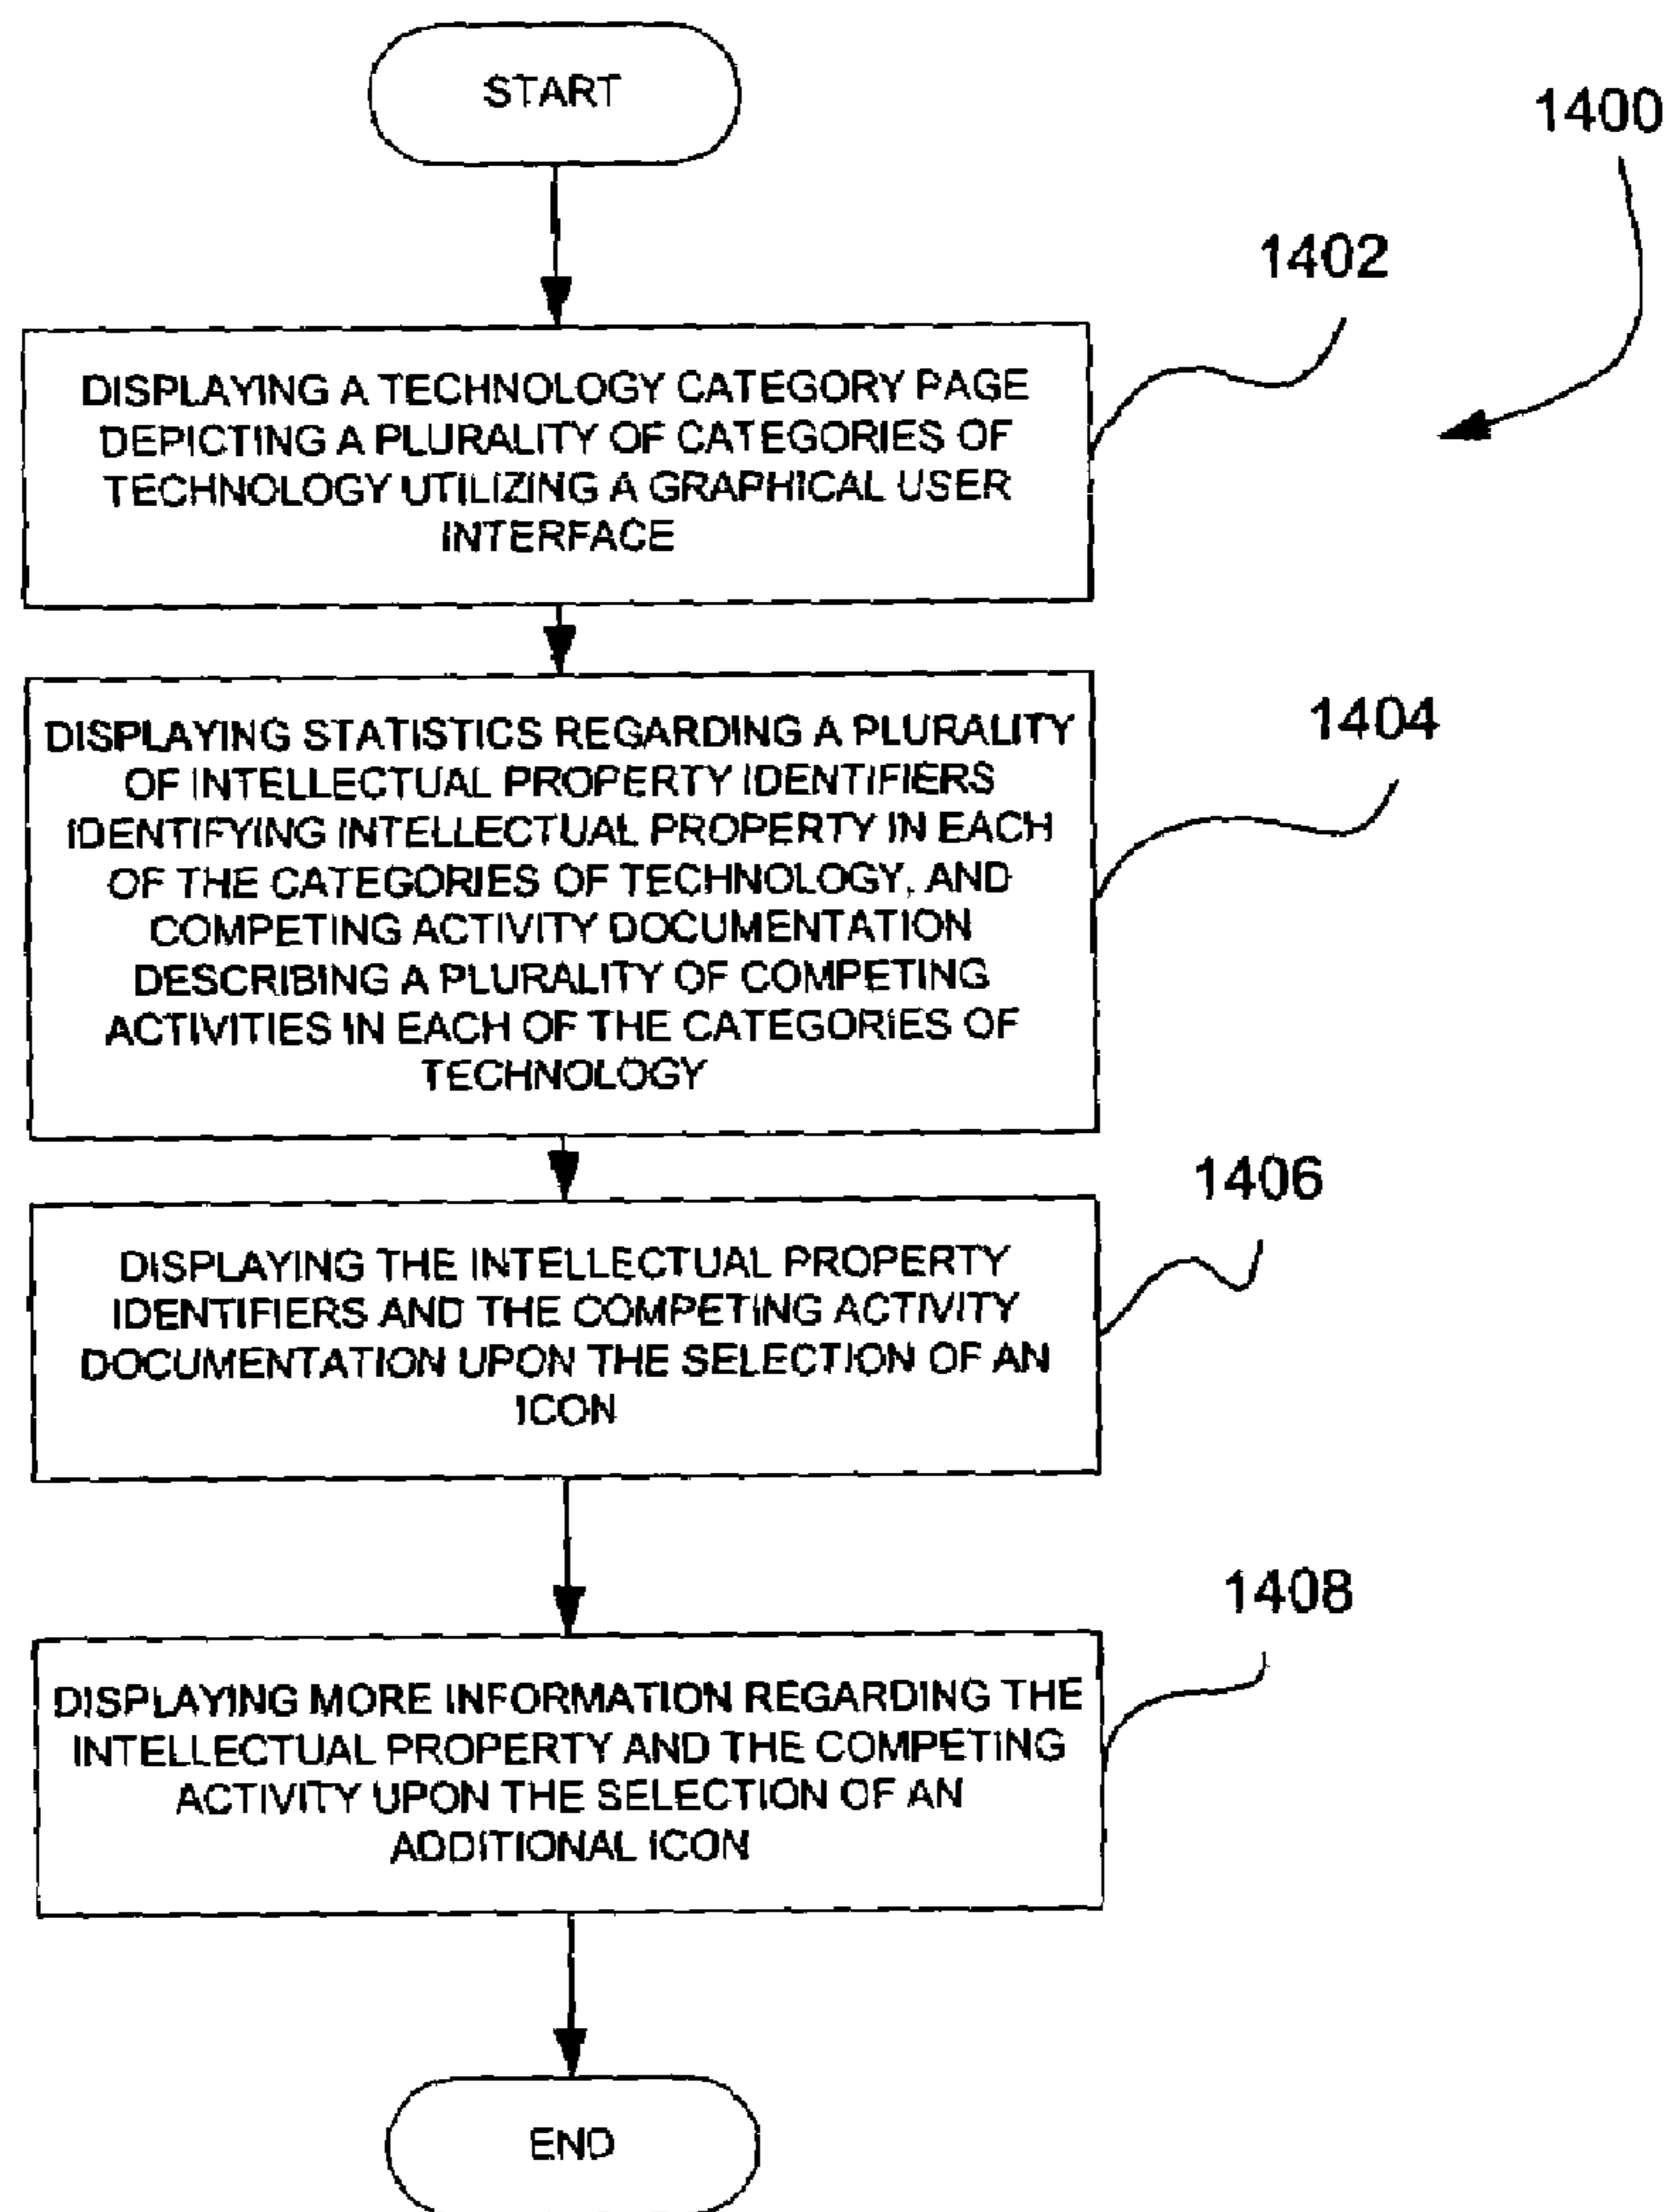 START
1400
1402
DISPLAYING A TECHNOLOGY CATEGORY PAGE
DEPICTING A PLURALITY OF CATEGORIES OF
TECHNOLOGY UTILIZING A GRAPHICAL USER
INTERFACE
1404
DISPLAYING STATISTICS REGARDING A PLURALITY
OF INTELLECTUAL PROPERTY IDENTIFIERS
IDENTIFYING INTELLECTUAL PROPERTY IN EACH
OF THE CATEGORIES OF TECHNOLOGY, AND
COMPETING ACTIVITY DOCUMENTATION
DESCRIBING A PLURALITY OF COMPETING
ACTIVITIES IN EACH OF THE CATEGORIES OF
TECHNOLOGY
1406
DISPLAYING THE INTELLECTUAL PROPERTY
IDENTIFIERS AND THE COMPETING ACTIVITY
DOCUMENTATION UPON THE SELECTION OF AN
ICON
1408
DISPLAYING MORE INFORMATION REGARDING THE
INTELLECTUAL PROPERTY AND THE COMPETING
ACTIVITY UPON THE SELECTION OF AN
ADDITIONAL ICON
END